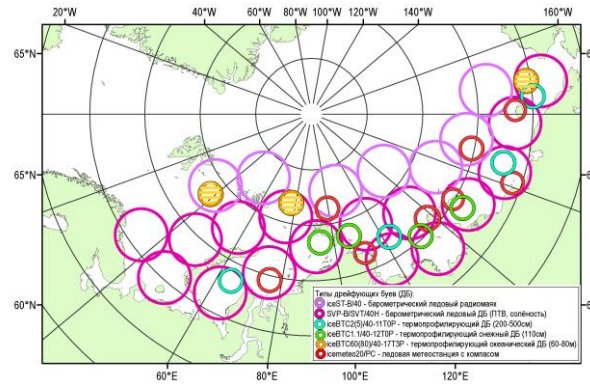 20°W 40°W 60°W 80°W 100°W 120°W 140°W 160°W
65°N
65°N
65°N
65°N
60°N
60°E 80°E 100°E 120°E
Типы дрейфующих буев (ДБ):
iceST-B/40 - барометрический ледовый радиомаяк
SVP-B/SVT/40H - барометрический ледовый ДБ (ПТВ, солёность)
iceBTC2(5)/40-11T0P - термопрофилирующий ДБ (200-500см)
iceBTC1.1/40-12T0P - термопрофилирующий снежный ДБ (110см)
iceBTC60(80)/40-17T3P - термопрофилирующий океанический ДБ (60-80м)
icemeteo20/PC - ледовая метеостанция с компасом